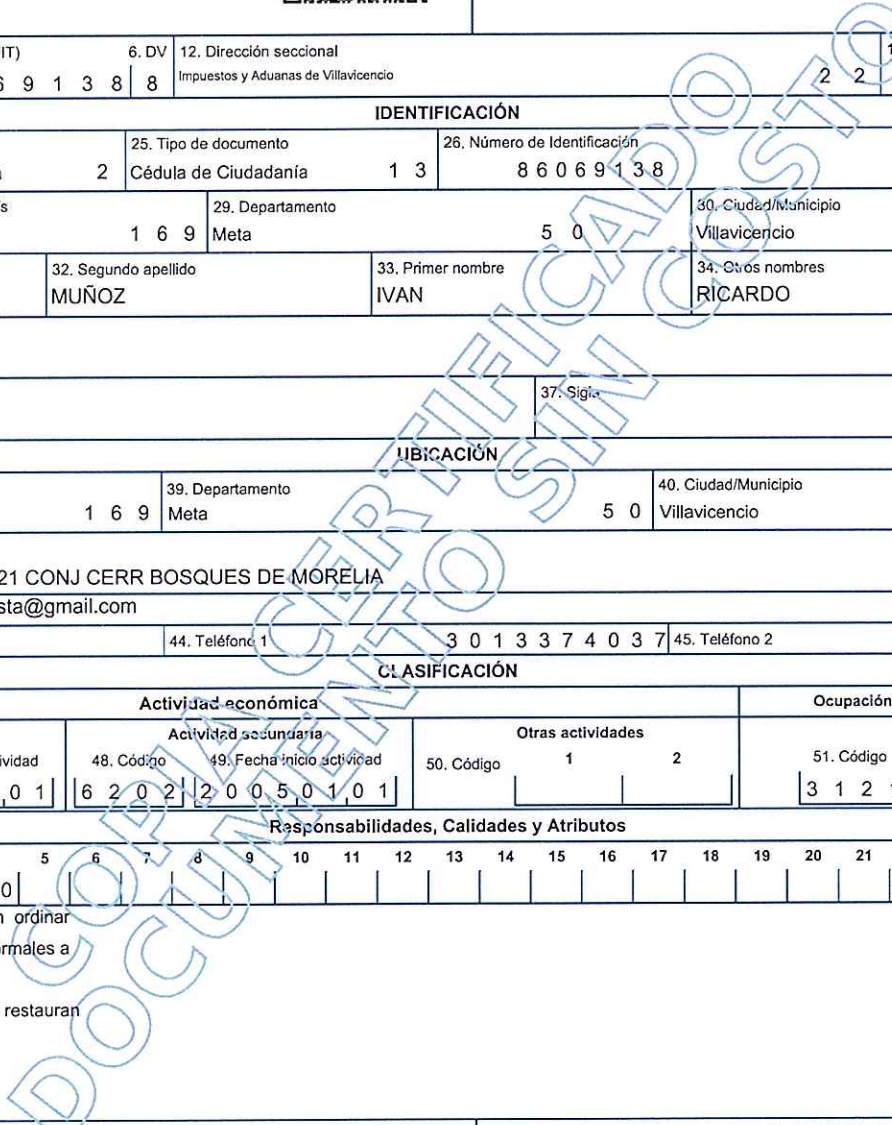 IT) 6. DV 12. Dirección seccional
6 9 1 3 8 8 Impuestos y Aduanas de Villavicencio 2 2
IDENTIFICACIÓN
25. Tipo de documento 26. Número de Identificación
2 Cédula de Ciudadanía 1 3 8 6 0 6 9 1 3 8
s 29. Departamento 30. Ciudad/Municipio
1 6 9 Meta 5 0 Villavicencio
32. Segundo apellido 33. Primer nombre 34. Otros nombres
MUÑOZ IVAN RICARDO
37. Sigla
UBICACIÓN
39. Departamento 40. Ciudad/Municipio
1 6 9 Meta 5 0 Villavicencio
21 CONJ CERR BOSQUES DE MORELIA
sta@gmail.com
44. Teléfono 1 3 0 1 3 3 7 4 0 3 7 45. Teléfono 2
CLASIFICACIÓN
Actividad económica Ocupación
Actividad secundaria Otras actividades
ividad 48. Código 49. Fecha inicio actividad 50. Código 1 2 51. Código
0 1 6 2 0 2 2 0 0 5 0 1 0 1 3 1 2
Responsabilidades, Calidades y Atributos
5 6 7 8 9 10 11 12 13 14 15 16 17 18 19 20 21
0
n ordinar
rmales a
restauran
COPIA CERTIFICADO
DOCUMENTO SIN COSTO